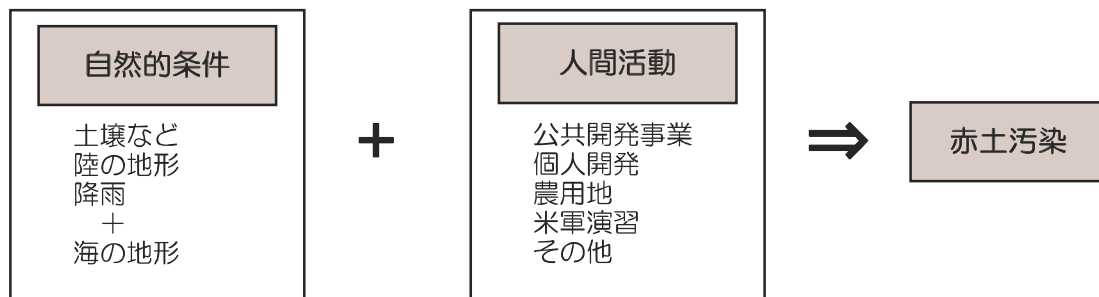 自然的条件
土壌など
陸の地形
降雨
＋
海の地形
+
人間活動
公共開発事業
個人開発
農用地
米軍演習
その他
⇒
赤土汚染